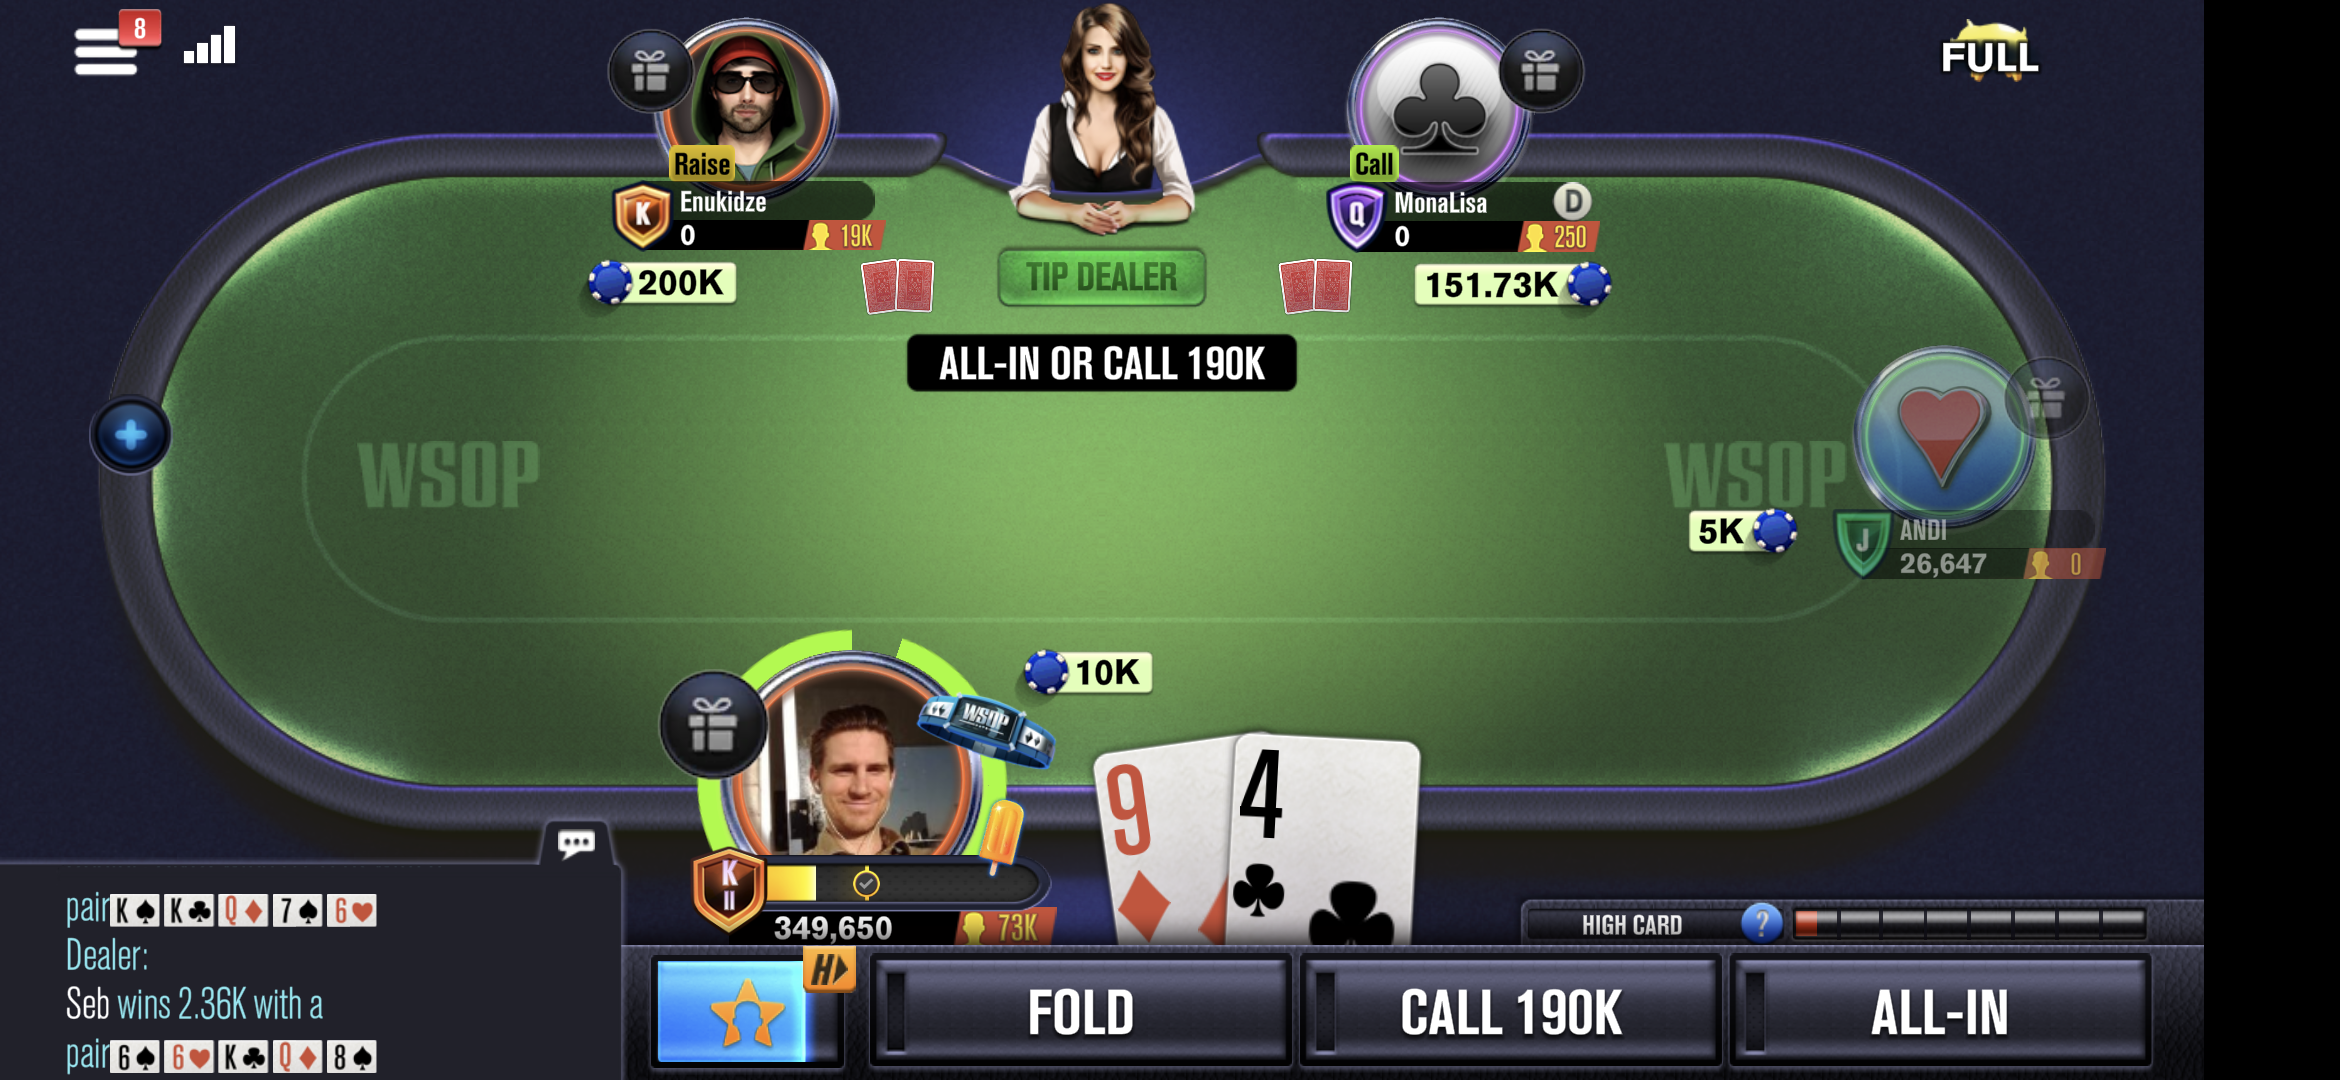 8
FULL
Raise
Call
K
Enukidze
0
19K
Q
MonaLisa
D
0
250
200K
TIP DEALER
151.73K
ALL-IN OR CALL 190K
WSOP
WSOP
5K
J
ANDI
26,647
0
10K
WSOP
9
4
K
II
349,650
73K
pair K♠ K♣ Q♦ 7♠ 6♥
Dealer:
Seb wins 2.36K with a
pair 6♠ 6♥ K♣ Q♦ 8♠
HIGH CARD
?
H
FOLD
CALL 190K
ALL-IN